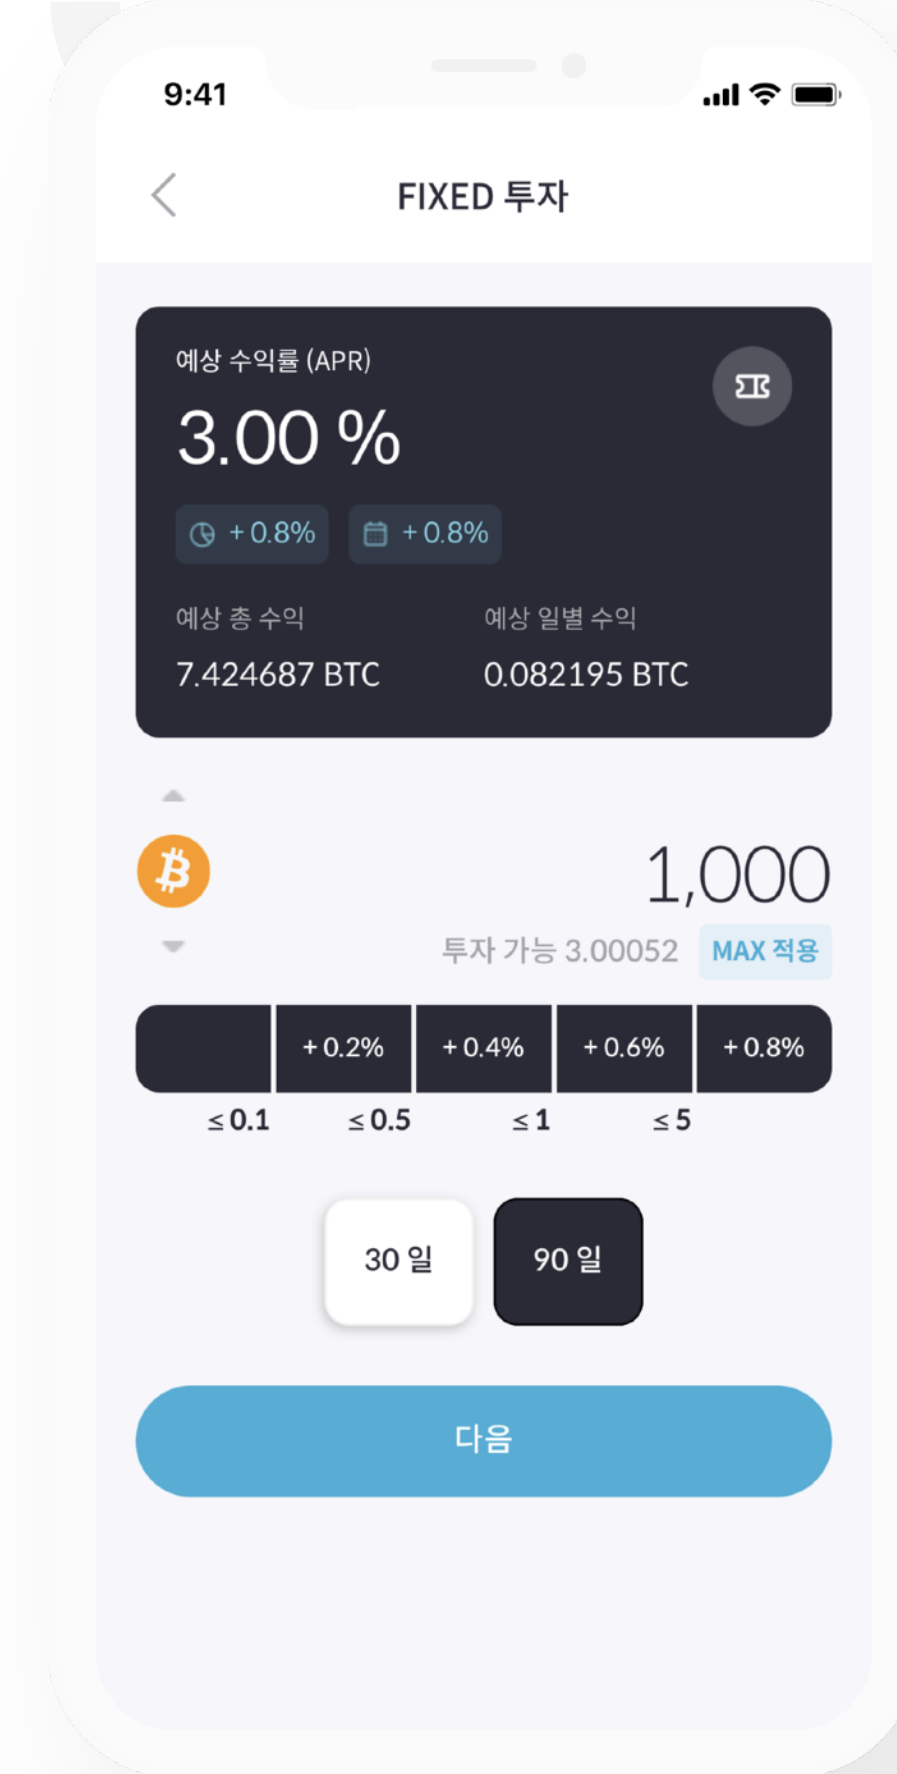 9:41
FIXED 투자
예상 수익률 (APR)
3.00 %
+ 0.8% + 0.8%
예상 총 수익 예상 일별 수익
7.424687 BTC 0.082195 BTC
1,000
투자 가능 3.00052 MAX 적용
+ 0.2% + 0.4% + 0.6% + 0.8%
≤ 0.1 ≤ 0.5 ≤ 1 ≤ 5
30 일 90 일
다음